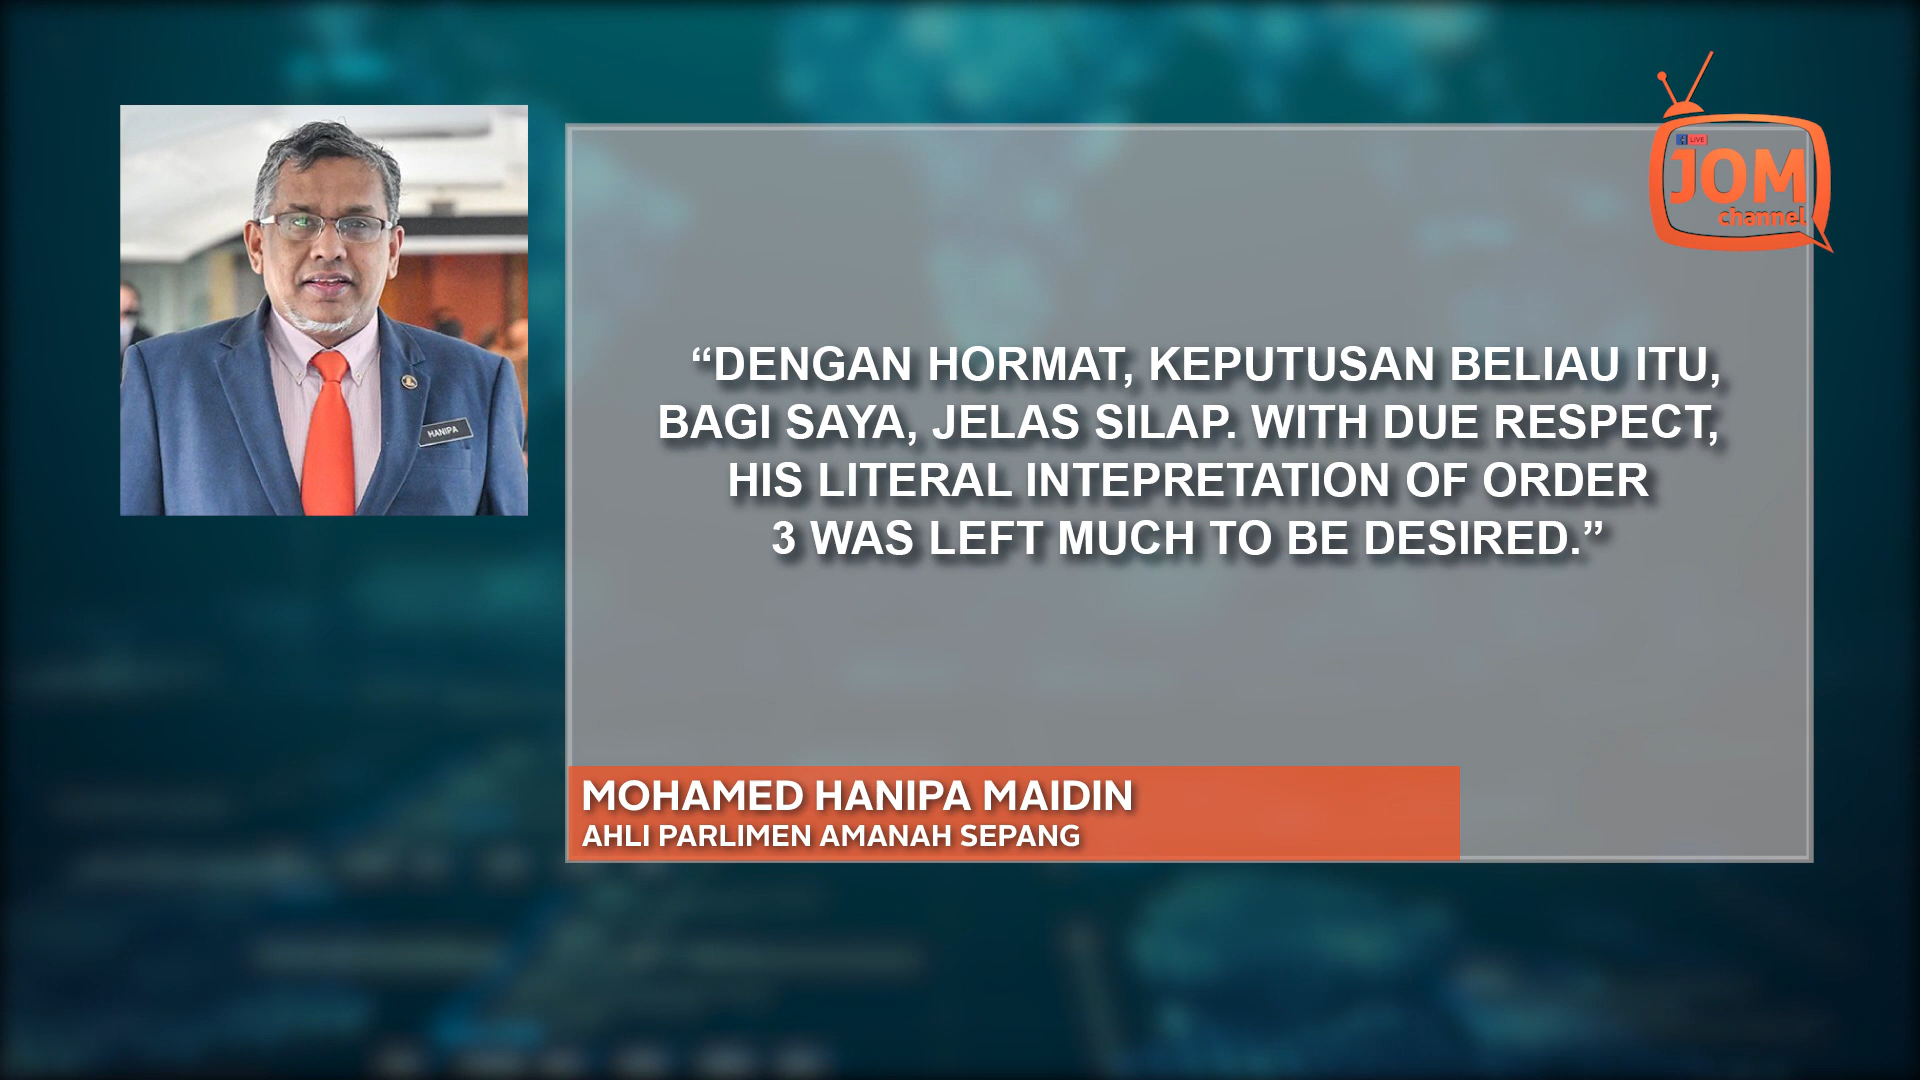 LIVE
JOM
channel
HANIPA
“DENGAN HORMAT, KEPUTUSAN BELIAU ITU,
BAGI SAYA, JELAS SILAP. WITH DUE RESPECT,
HIS LITERAL INTEPRETATION OF ORDER
3 WAS LEFT MUCH TO BE DESIRED.”
MOHAMED HANIPA MAIDIN
AHLI PARLIMEN AMANAH SEPANG